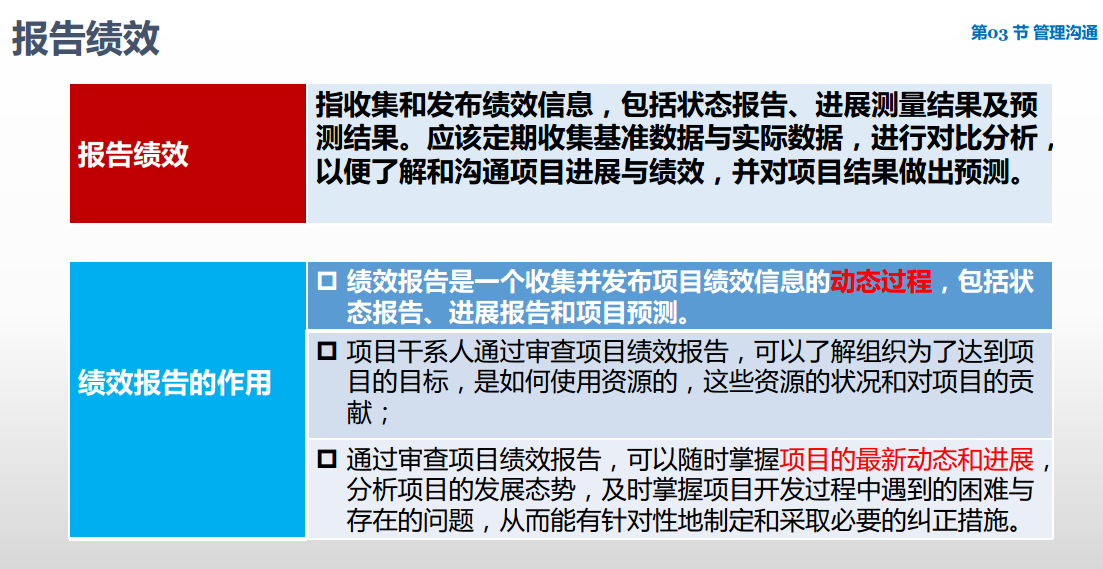 报告绩效
第03 节 管理沟通
报告绩效
指收集和发布绩效信息，包括状态报告、进展测量结果及预
测结果。应该定期收集基准数据与实际数据，进行对比分析，
以便了解和沟通项目进展与绩效，并对项目结果做出预测。
绩效报告的作用
绩效报告是一个收集并发布项目绩效信息的动态过程，包括状
态报告、进展报告和项目预测。
项目干系人通过审查项目绩效报告，可以了解组织为了达到项
目的目标，是如何使用资源的，这些资源的状况和对项目的贡
献；
通过审查项目绩效报告，可以随时掌握项目的最新动态和进展，
分析项目的发展态势，及时掌握项目开发过程中遇到的困难与
存在的问题，从而能有针对性地制定和采取必要的纠正措施。